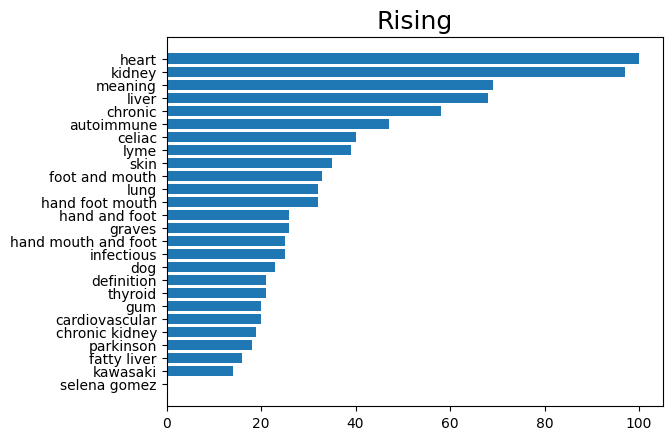 Rising
heart
kidney
meaning
liver
chronic
autoimmune
celiac
lyme
skin
foot and mouth
lung
hand foot mouth
hand and foot
graves
hand mouth and foot
infectious
dog
definition
thyroid
gum
cardiovascular
chronic kidney
parkinson
fatty liver
kawasaki
selena gomez
0 20 40 60 80 100